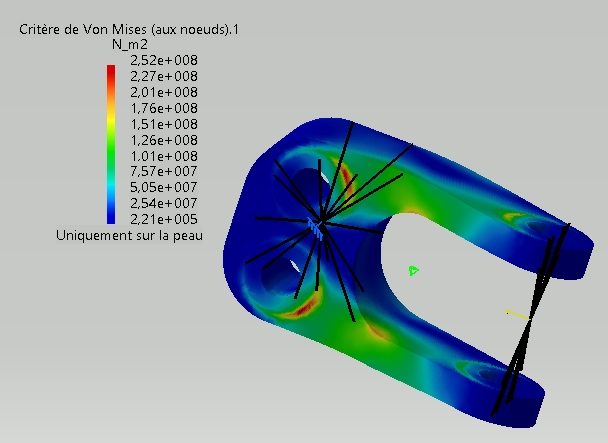 Critère de Von Mises (aux noeuds).1
N_m2
2,52e+008
2,27e+008
2,01e+008
1,76e+008
1,51e+008
1,26e+008
1,01e+008
7,57e+007
5,05e+007
2,54e+007
2,21e+005
Uniquement sur la peau